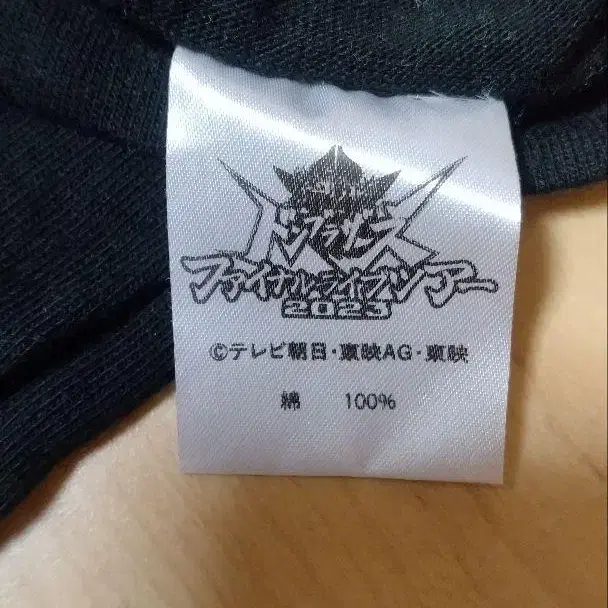 ドンブラザーズ
ファイナルライブツアー
2023
©テレビ朝日・東映AG・東映
綿 100%